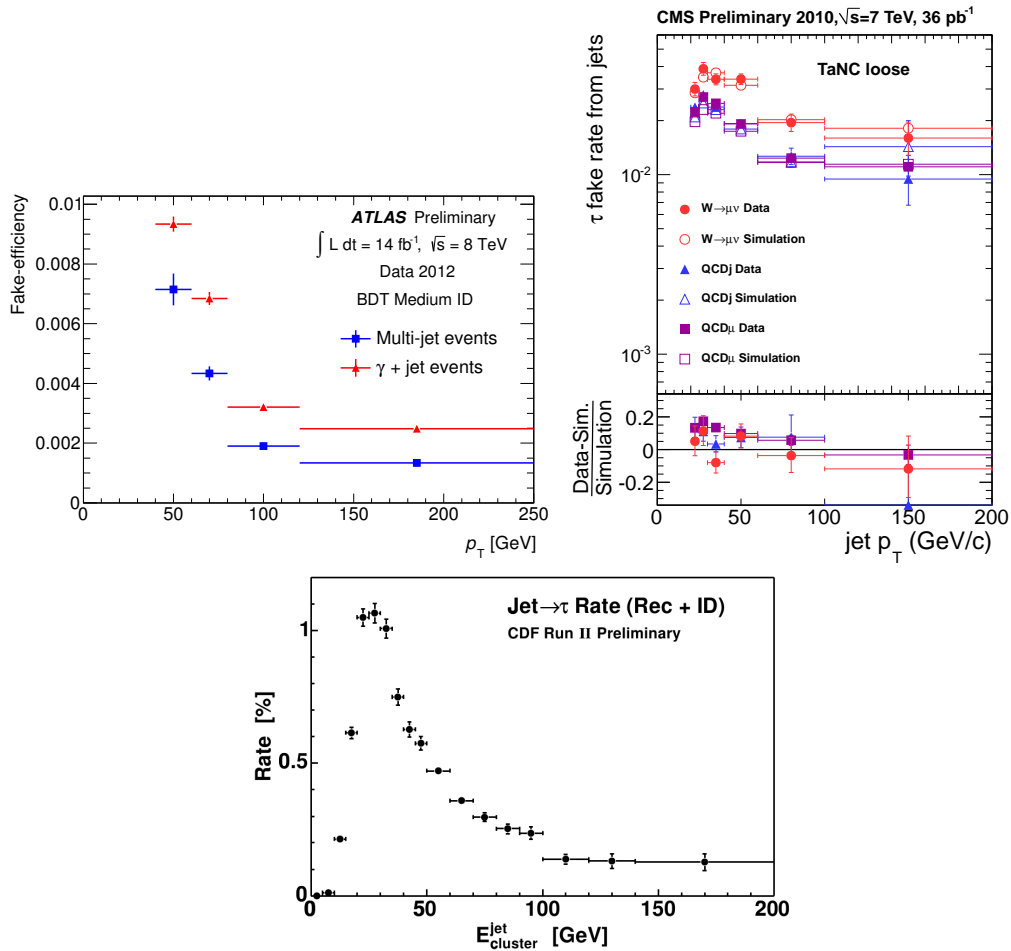 Fake-efficiency
0.01
0.008
0.006
0.004
0.002
0
ATLAS Preliminary
∫ L dt = 14 fb⁻¹, √s = 8 TeV
Data 2012
BDT Medium ID
Multi-jet events
γ + jet events
0 50 100 150 200 250
p_T [GeV]
CMS Preliminary 2010,√s=7 TeV, 36 pb⁻¹
τ fake rate from jets
TaNC loose
10⁻²
W→μν Data
W→μν Simulation
QCDj Data
QCDj Simulation
QCDμ Data
QCDμ Simulation
10⁻³
Data-Sim.
Simulation
0.2
0
-0.2
0 50 100 150 200
jet p_T (GeV/c)
Jet→τ Rate (Rec + ID)
CDF Run II Preliminary
Rate [%]
1
0.5
0
0 50 100 150 200
E^jet_cluster [GeV]